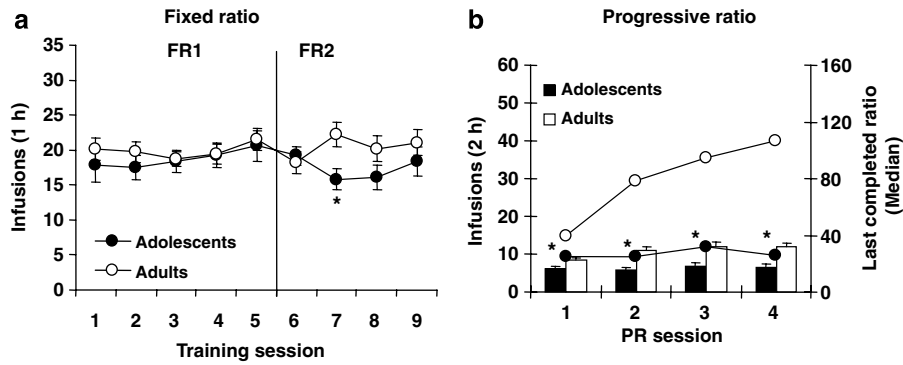 a
Fixed ratio
FR1
FR2
Infusions (1 h)
35
30
25
20
15
10
5
0
*
Adolescents
Adults
1 2 3 4 5 6 7 8 9
Training session
b
Progressive ratio
Infusions (2 h)
60
50
40
30
20
10
0
Adolescents
Adults
* * * *
160
120
80
40
0
Last completed ratio
(Median)
1 2 3 4
PR session